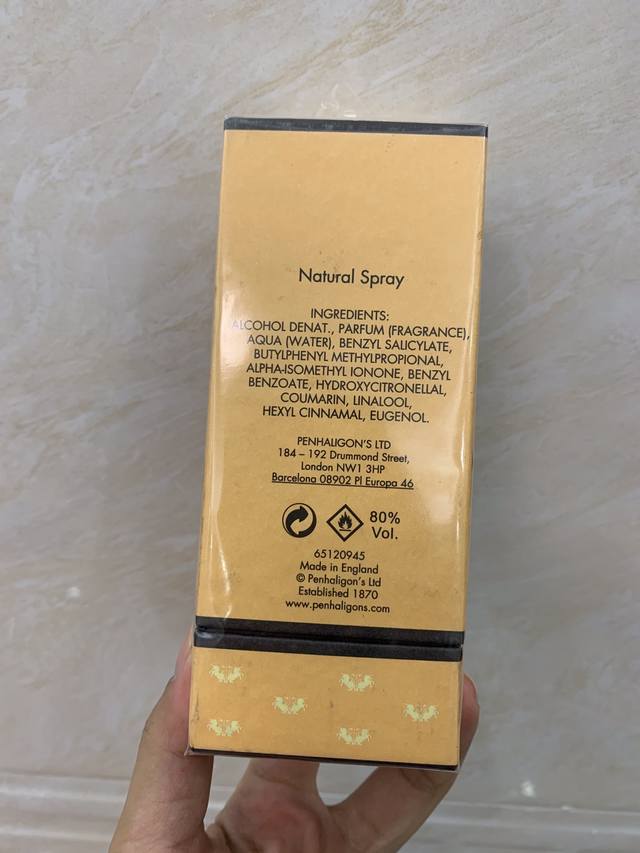 Natural Spray
INGREDIENTS:
ALCOHOL DENAT., PARFUM (FRAGRANCE),
AQUA (WATER), BENZYL SALICYLATE,
BUTYLPHENYL METHYLPROPIONAL,
ALPHA-ISOMETHYL IONONE, BENZYL
BENZOATE, HYDROXYCITRONELLAL,
COUMARIN, LINALOOL,
HEXYL CINNAMAL, EUGENOL.
PENHALIGON'S LTD
184 – 192 Drummond Street,
London NW1 3HP
Barcelona 08902 Pl Europa 46
80%
Vol.
65120945
Made in England
© Penhaligon's Ltd
Established 1870
www.penhaligons.com